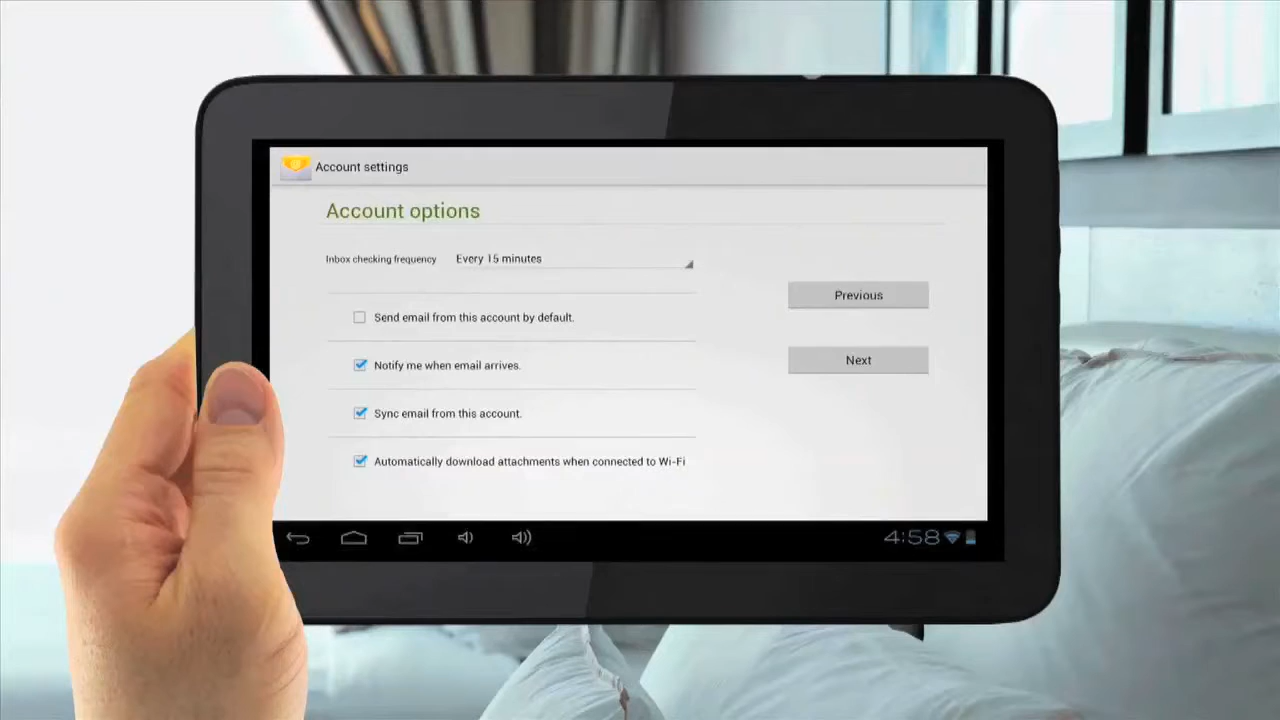 Account settings
Account options
Inbox checking frequency Every 15 minutes
Previous
Send email from this account by default.
Next
Notify me when email arrives.
Sync email from this account.
Automatically download attachments when connected to Wi-Fi
4:58